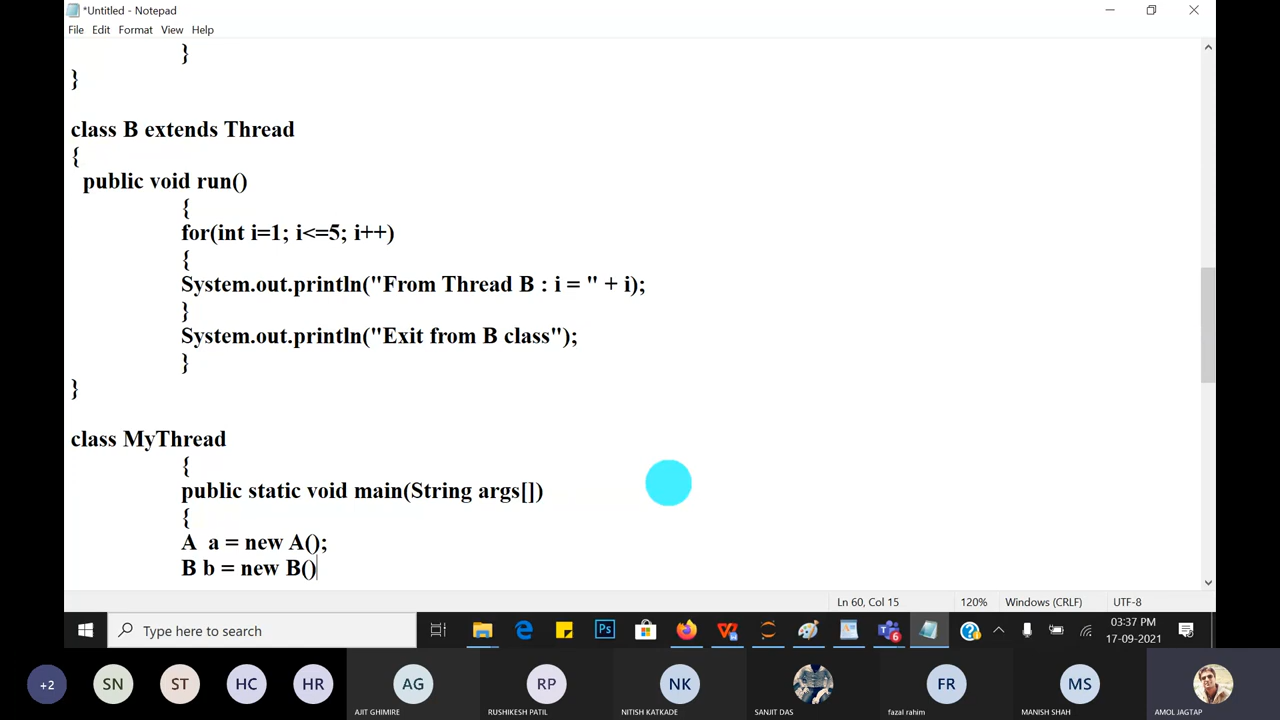 *Untitled - Notepad
File Edit Format View Help
}
}
class B extends Thread
{
public void run()
{
for(int i=1; i<=5; i++)
{
System.out.println("From Thread B : i = " + i);
}
System.out.println("Exit from B class");
}
}
class MyThread
{
public static void main(String args[])
{
A a = new A();
B b = new B()
Ln 60, Col 15 120% Windows (CRLF) UTF-8
Type here to search
Ps
6
03:37 PM
17-09-2021
+2 SN ST HC HR AG RP NK FR MS
AJIT GHIMIRE RUSHIKESH PATIL NITISH KATKADE SANJIT DAS fazal rahim MANISH SHAH AMOL JAGTAP